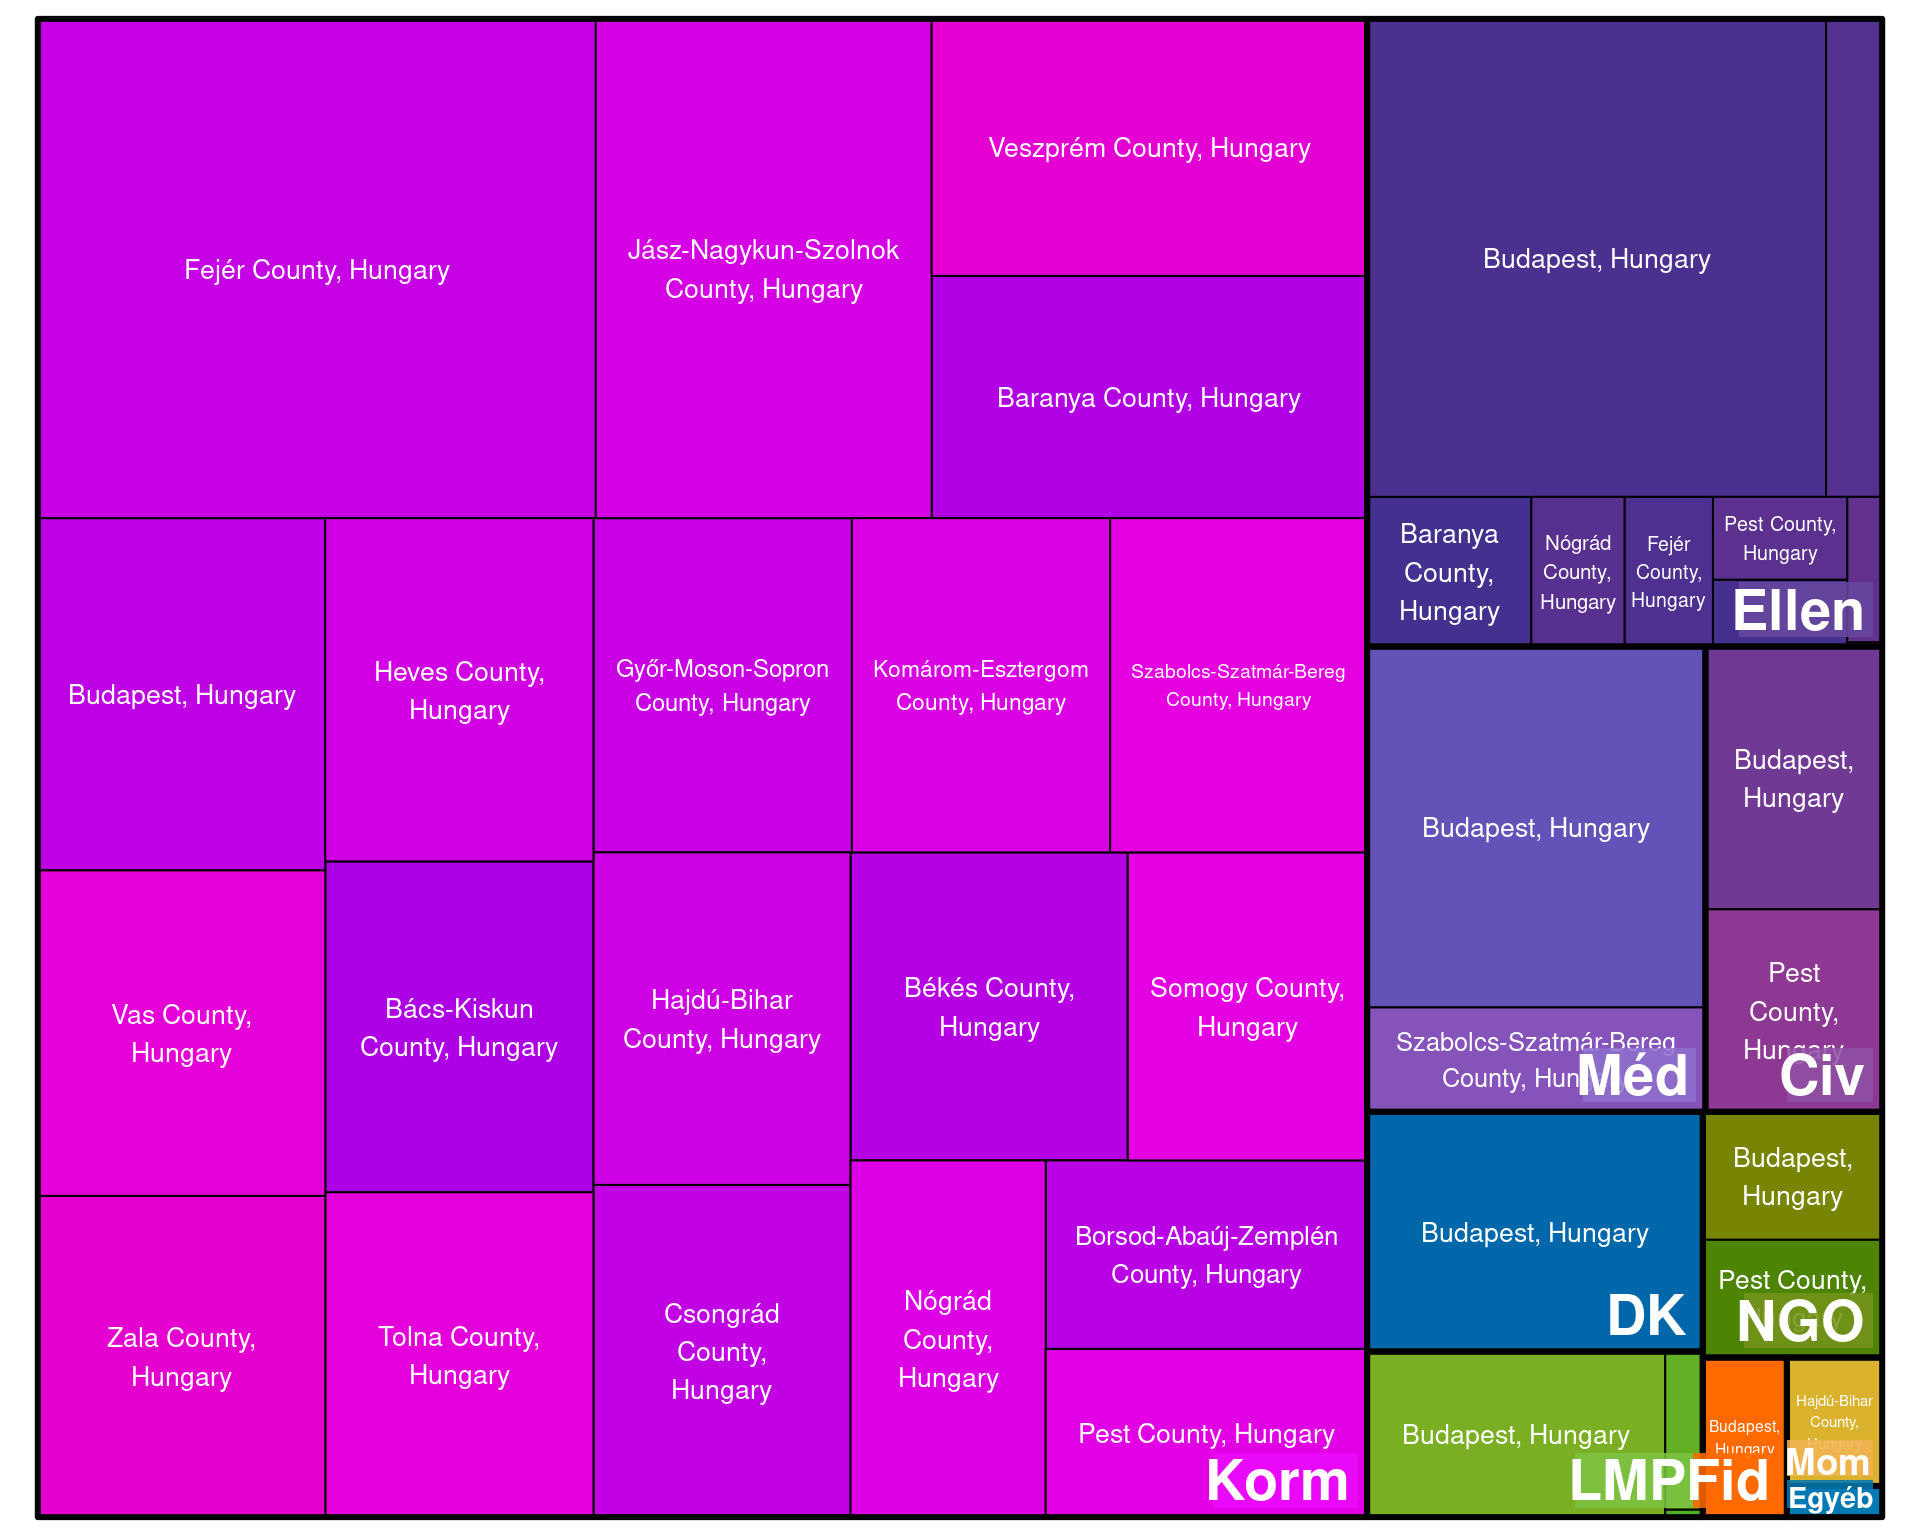 Fejér County, Hungary
Jász-Nagykun-Szolnok
County, Hungary
Veszprém County, Hungary
Baranya County, Hungary
Budapest, Hungary
Heves County,
Hungary
Győr-Moson-Sopron
County, Hungary
Komárom-Esztergom
County, Hungary
Szabolcs-Szatmár-Bereg
County, Hungary
Vas County,
Hungary
Bács-Kiskun
County, Hungary
Hajdú-Bihar
County, Hungary
Békés County,
Hungary
Somogy County,
Hungary
Zala County,
Hungary
Tolna County,
Hungary
Csongrád
County,
Hungary
Nógrád
County,
Hungary
Borsod-Abaúj-Zemplén
County, Hungary
Pest County, Hungary
Korm
Budapest, Hungary
Baranya
County,
Hungary
Nógrád
County,
Hungary
Fejér
County,
Hungary
Pest County,
Hungary
Ellen
Budapest, Hungary
Szabolcs-Szatmár-Bereg
County, Hun
Méd
Budapest,
Hungary
Pest
County,
Hungary
Civ
Budapest, Hungary
DK
Budapest,
Hungary
Pest County,
NGO
Budapest, Hungary
LMP
Budapest,
Hungary
Fid
Hajdú-Bihar
County,
Hungary
Mom
Egyéb